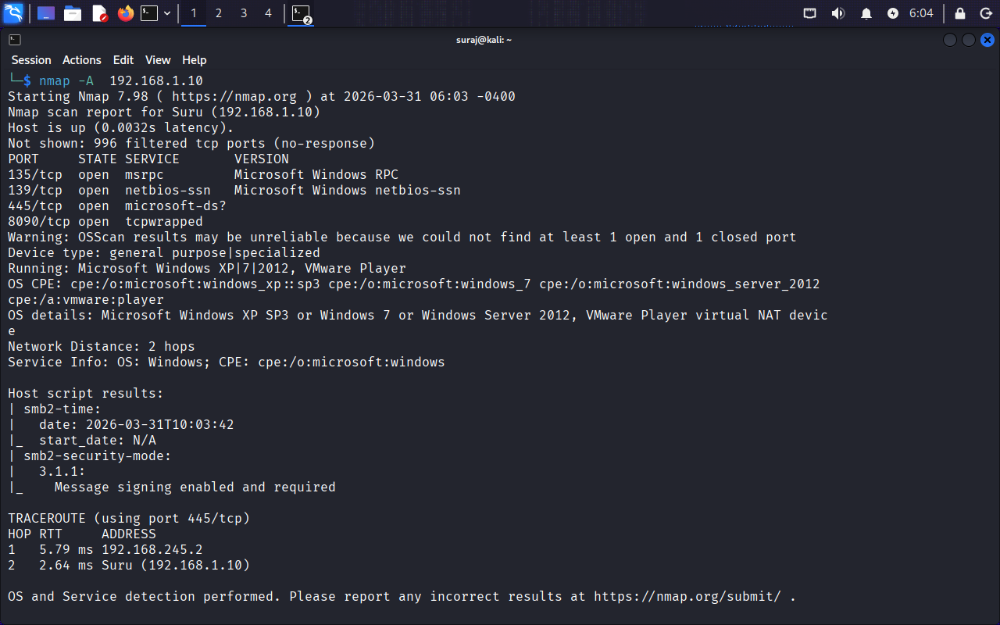 1 2 3 4 2 6:04
suraj@kali: ~
Session Actions Edit View Help
└─$ nmap -A  192.168.1.10
Starting Nmap 7.98 ( https://nmap.org ) at 2026-03-31 06:03 -0400
Nmap scan report for Suru (192.168.1.10)
Host is up (0.0032s latency).
Not shown: 996 filtered tcp ports (no-response)
PORT     STATE SERVICE       VERSION
135/tcp  open  msrpc         Microsoft Windows RPC
139/tcp  open  netbios-ssn   Microsoft Windows netbios-ssn
445/tcp  open  microsoft-ds?
8090/tcp open  tcpwrapped
Warning: OSScan results may be unreliable because we could not find at least 1 open and 1 closed port
Device type: general purpose|specialized
Running: Microsoft Windows XP|7|2012, VMware Player
OS CPE: cpe:/o:microsoft:windows_xp::sp3 cpe:/o:microsoft:windows_7 cpe:/o:microsoft:windows_server_2012
cpe:/a:vmware:player
OS details: Microsoft Windows XP SP3 or Windows 7 or Windows Server 2012, VMware Player virtual NAT devic
e
Network Distance: 2 hops
Service Info: OS: Windows; CPE: cpe:/o:microsoft:windows

Host script results:
| smb2-time:
|   date: 2026-03-31T10:03:42
|_  start_date: N/A
| smb2-security-mode:
|   3.1.1:
|_    Message signing enabled and required

TRACEROUTE (using port 445/tcp)
HOP RTT     ADDRESS
1   5.79 ms 192.168.245.2
2   2.64 ms Suru (192.168.1.10)

OS and Service detection performed. Please report any incorrect results at https://nmap.org/submit/ .